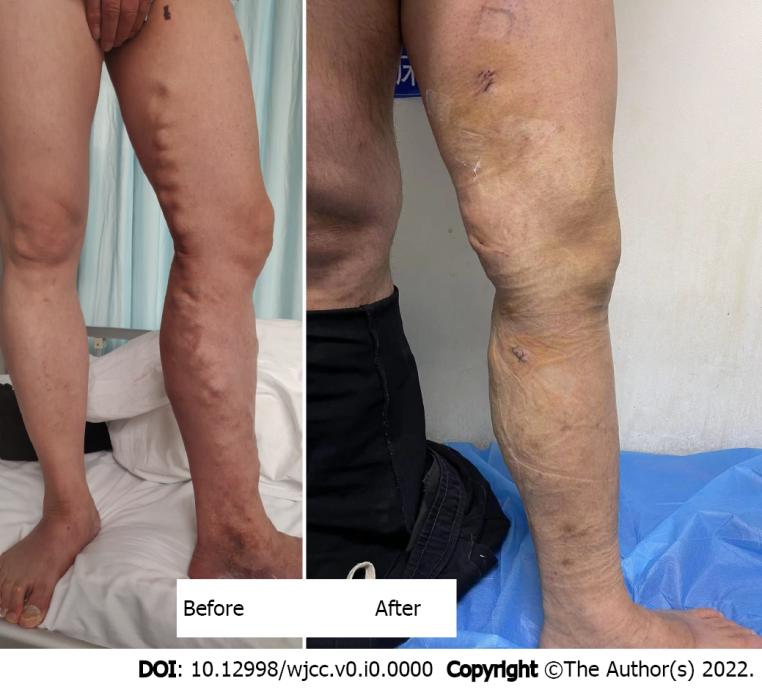 Before
After
DOI: 10.12998/wjcc.v0.i0.0000 Copyright ©The Author(s) 2022.